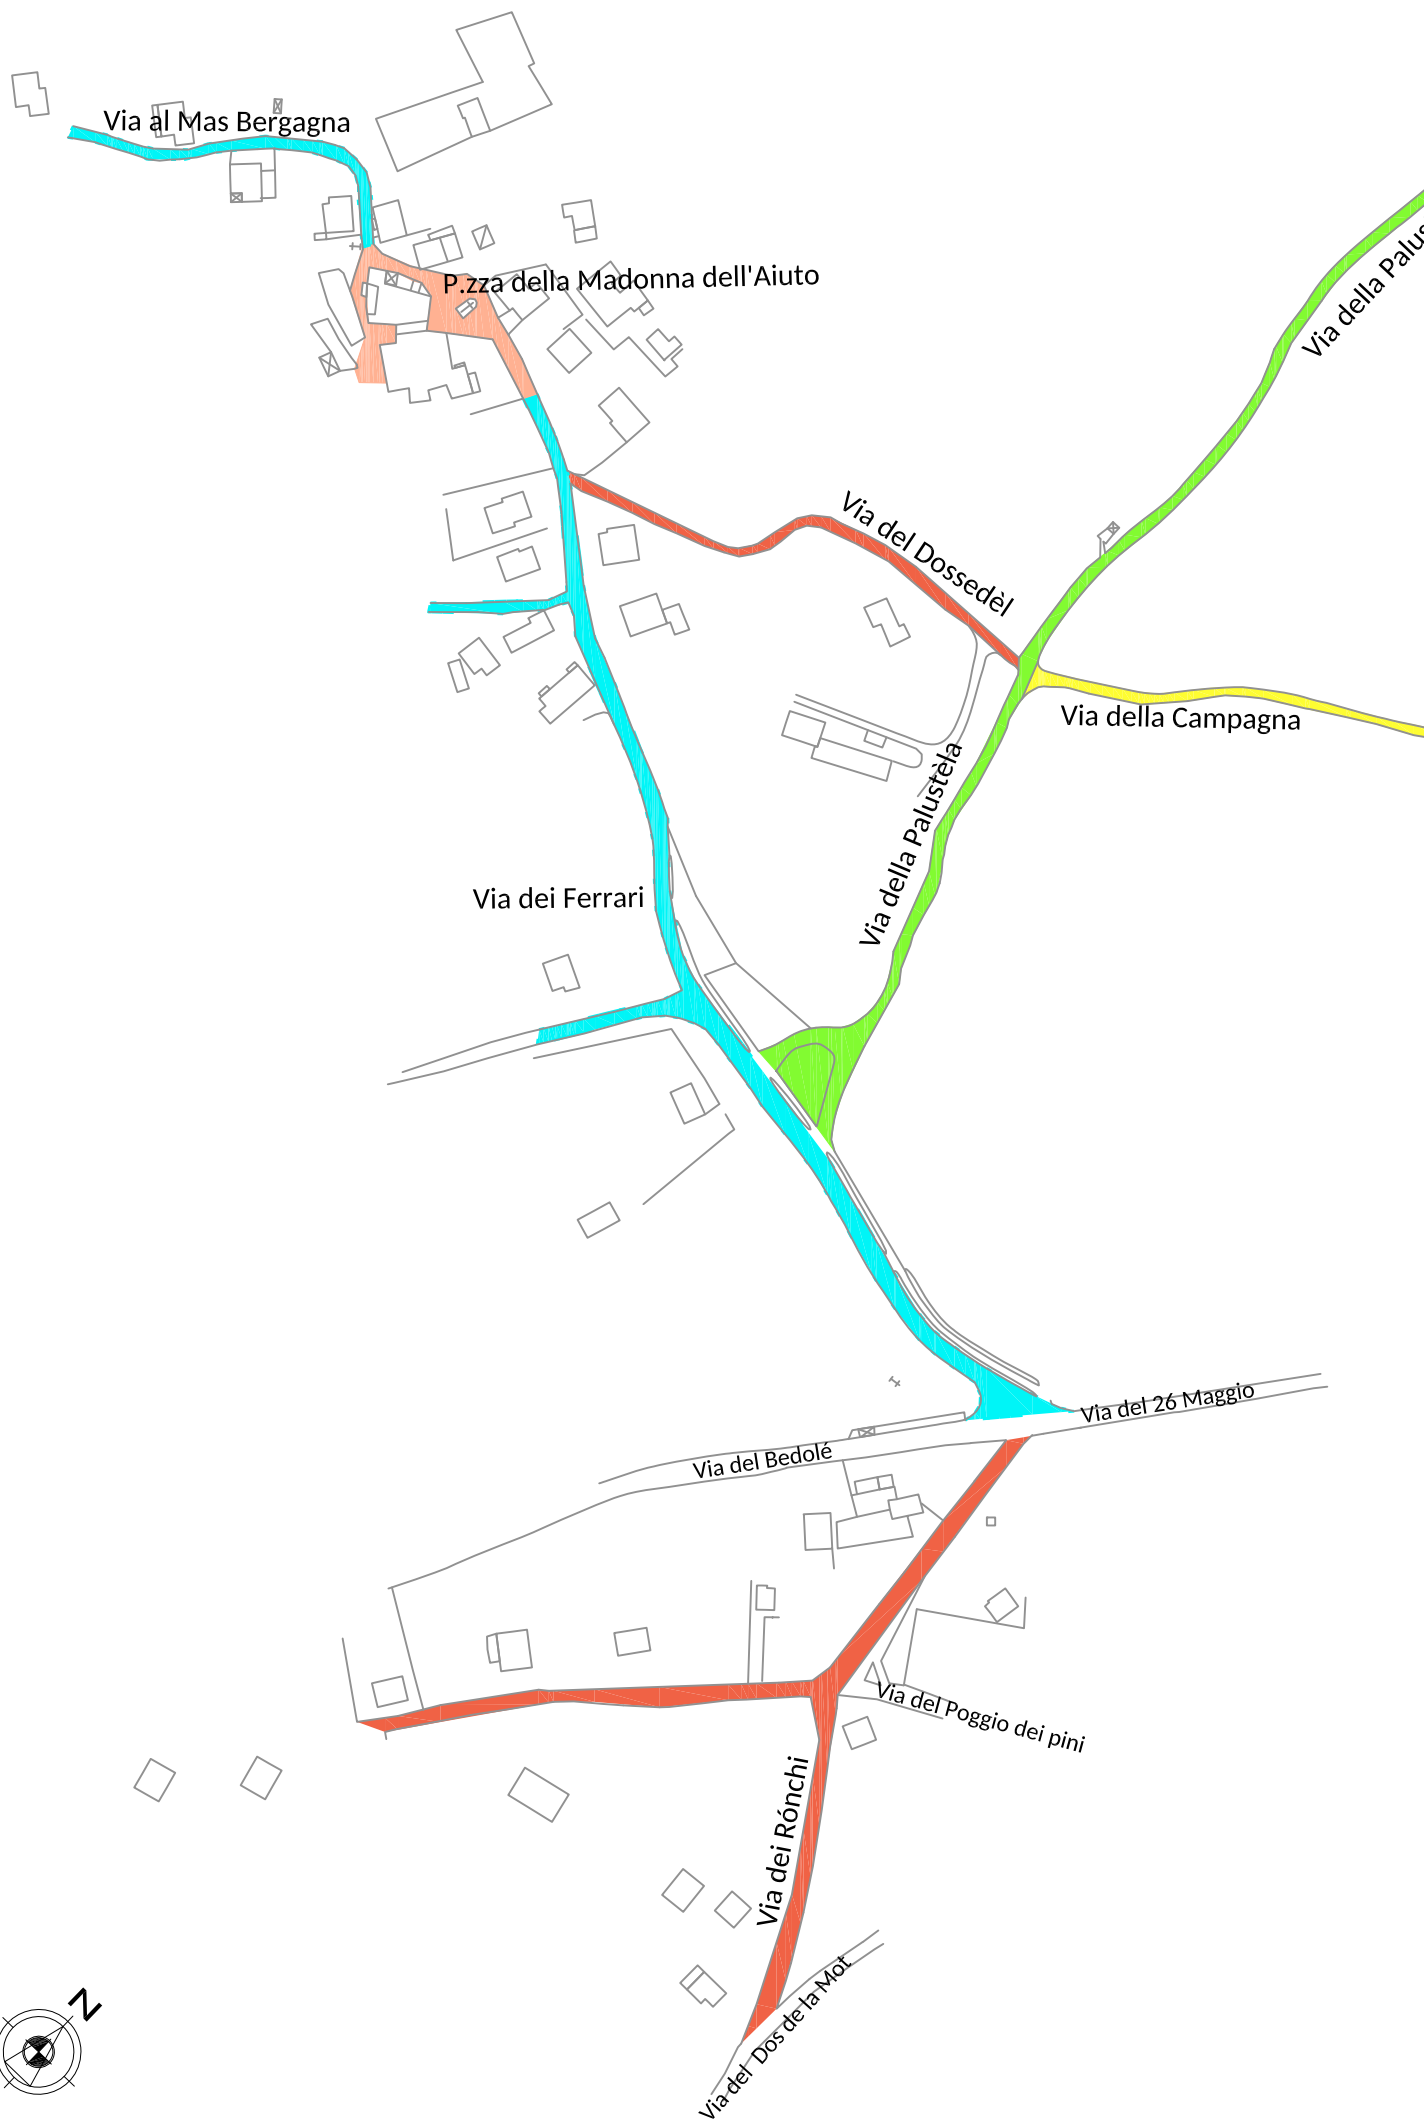 Via al Mas Bergagna
P.zza della Madonna dell'Aiuto
Via della Palus
Via del Dossedèl
Via della Campagna
Via della Palustèla
Via dei Ferrari
Via del 26 Maggio
Via del Bedolé
Via del Poggio dei pini
Via dei Rónchi
Via del Dos de la Mot
N